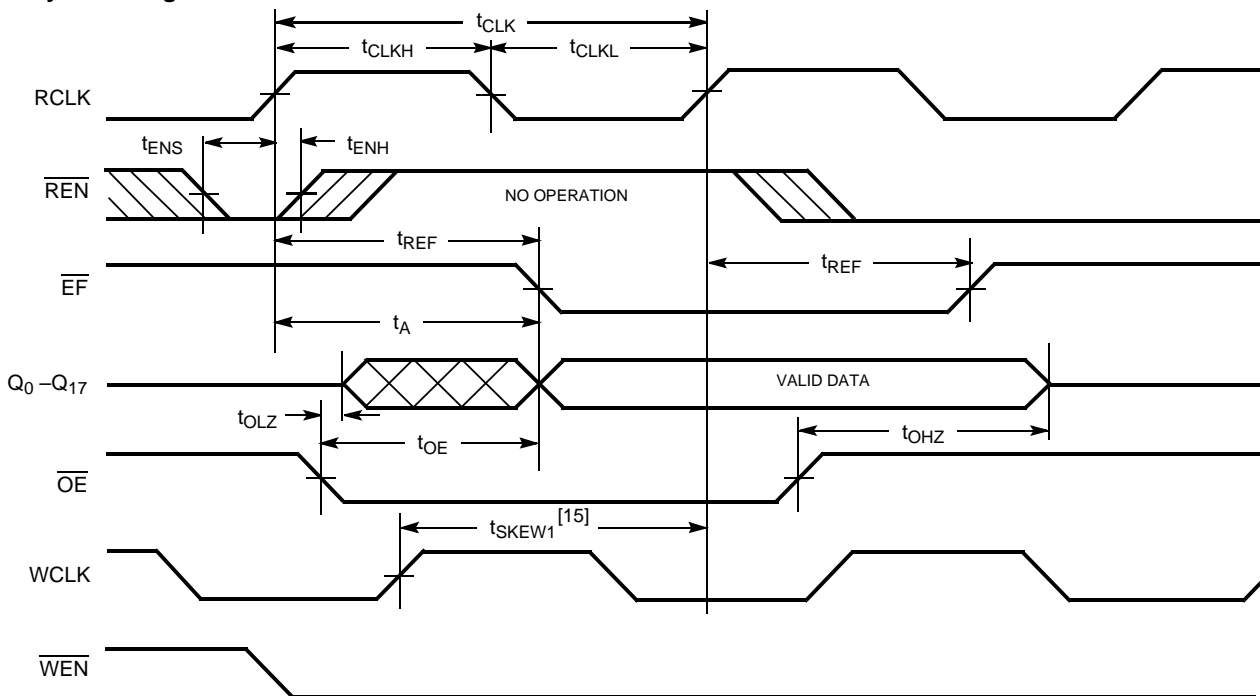 tCLK
tCLKH
tCLKL
RCLK
tENS
tENH
REN
NO OPERATION
tREF
tREF
EF
tA
Q0 –Q17
VALID DATA
tOLZ
tOE
tOHZ
OE
tSKEW1[15]
WCLK
WEN